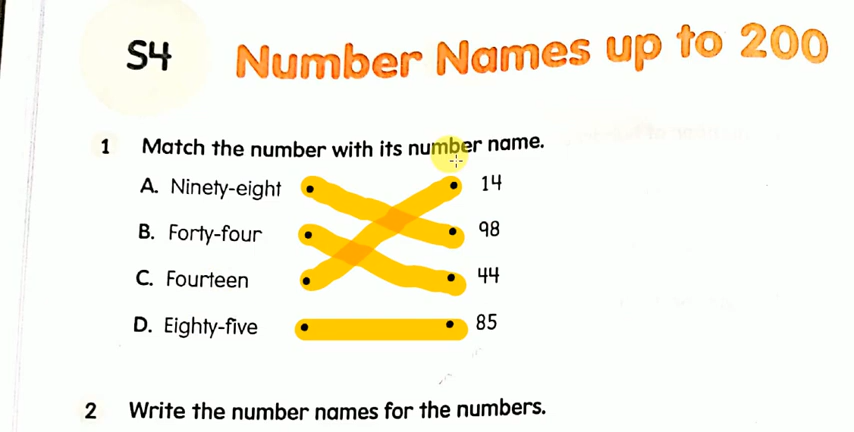 S4
Number Names up to 200
1 Match the number with its number name.
A. Ninety-eight 14
B. Forty-four 98
C. Fourteen 44
D. Eighty-five 85
2 Write the number names for the numbers.